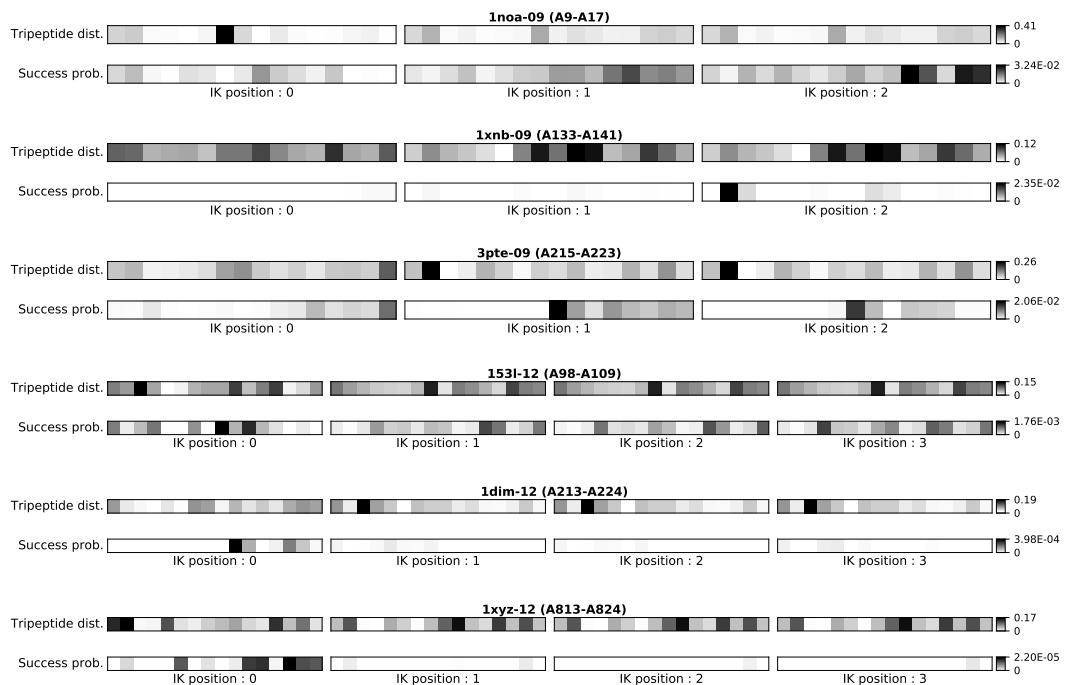 1noa-09 (A9-A17)
Tripeptide dist.
0.41
0
Success prob.
3.24E-02
0
IK position : 0
IK position : 1
IK position : 2
1xnb-09 (A133-A141)
Tripeptide dist.
0.12
0
Success prob.
2.35E-02
0
IK position : 0
IK position : 1
IK position : 2
3pte-09 (A215-A223)
Tripeptide dist.
0.26
0
Success prob.
2.06E-02
0
IK position : 0
IK position : 1
IK position : 2
153l-12 (A98-A109)
Tripeptide dist.
0.15
0
Success prob.
1.76E-03
0
IK position : 0
IK position : 1
IK position : 2
IK position : 3
1dim-12 (A213-A224)
Tripeptide dist.
0.19
0
Success prob.
3.98E-04
0
IK position : 0
IK position : 1
IK position : 2
IK position : 3
1xyz-12 (A813-A824)
Tripeptide dist.
0.17
0
Success prob.
2.20E-05
0
IK position : 0
IK position : 1
IK position : 2
IK position : 3